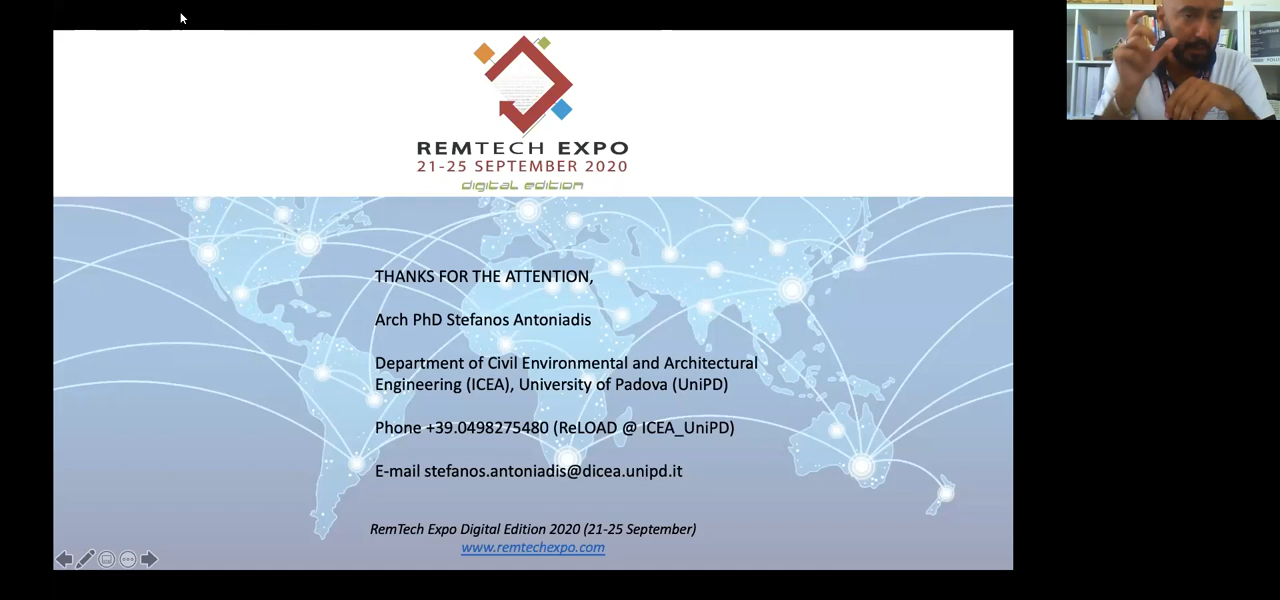 REMTECH EXPO
21-25 SEPTEMBER 2020
digital edition
THANKS FOR THE ATTENTION,
Arch PhD Stefanos Antoniadis
Department of Civil Environmental and Architectural
Engineering (ICEA), University of Padova (UniPD)
Phone +39.0498275480 (ReLOAD @ ICEA_UniPD)
E-mail stefanos.antoniadis@dicea.unipd.it
RemTech Expo Digital Edition 2020 (21-25 September)
www.remtechexpo.com